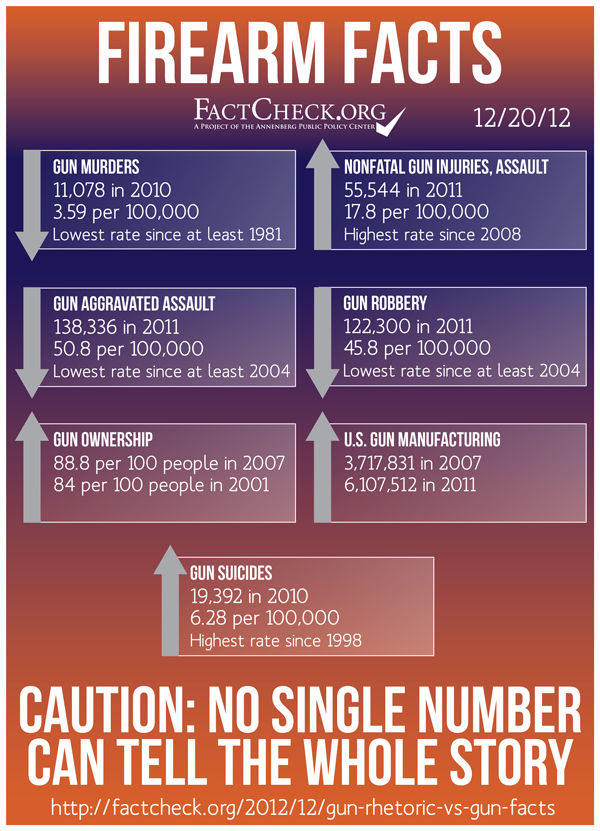 FIREARM FACTS
FACTCHECK.ORG
A PROJECT OF THE ANNENBERG PUBLIC POLICY CENTER
12/20/12
GUN MURDERS
11,078 in 2010
3.59 per 100,000
Lowest rate since at least 1981
NONFATAL GUN INJURIES, ASSAULT
55,544 in 2011
17.8 per 100,000
Highest rate since 2008
GUN AGGRAVATED ASSAULT
138,336 in 2011
50.8 per 100,000
Lowest rate since at least 2004
GUN ROBBERY
122,300 in 2011
45.8 per 100,000
Lowest rate since at least 2004
GUN OWNERSHIP
88.8 per 100 people in 2007
84 per 100 people in 2001
U.S. GUN MANUFACTURING
3,717,831 in 2007
6,107,512 in 2011
GUN SUICIDES
19,392 in 2010
6.28 per 100,000
Highest rate since 1998
CAUTION: NO SINGLE NUMBER
CAN TELL THE WHOLE STORY
http://factcheck.org/2012/12/gun-rhetoric-vs-gun-facts